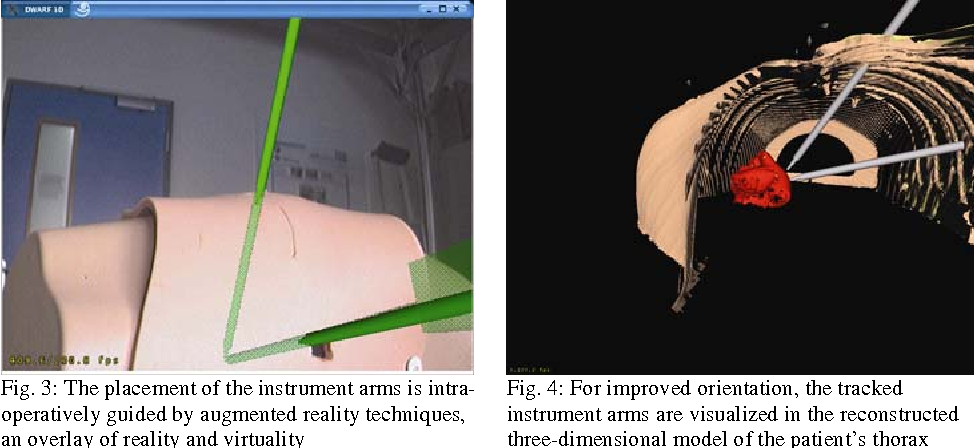 DWARF 3D
Fig. 3: The placement of the instrument arms is intra-
operatively guided by augmented reality techniques,
an overlay of reality and virtuality
Fig. 4: For improved orientation, the tracked
instrument arms are visualized in the reconstructed
three-dimensional model of the patient's thorax